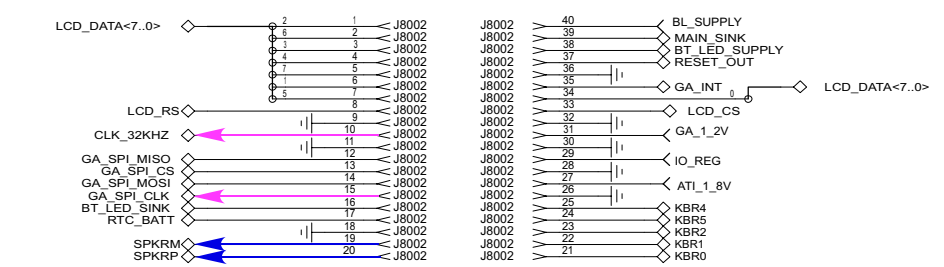 LCD_DATA<7..0> 2 1 J8002 J8002 40 BL_SUPPLY
6 2 J8002 J8002 39 MAIN_SINK
3 3 J8002 J8002 38 BT_LED_SUPPLY
4 4 J8002 J8002 37 RESET_OUT
7 5 J8002 J8002 36
1 6 J8002 J8002 35 GA_INT
5 7 J8002 J8002 34 0 LCD_DATA<7..0>
LCD_RS 8 J8002 J8002 33 LCD_CS
9 J8002 J8002 32
CLK_32KHZ 10 J8002 J8002 31 GA_1_2V
11 J8002 J8002 30
GA_SPI_MISO 12 J8002 J8002 29 IO_REG
GA_SPI_CS 13 J8002 J8002 28
GA_SPI_MOSI 14 J8002 J8002 27 ATI_1_8V
GA_SPI_CLK 15 J8002 J8002 26
BT_LED_SINK 16 J8002 J8002 25 KBR4
RTC_BATT 17 J8002 J8002 24 KBR5
18 J8002 J8002 23 KBR2
SPKRM 19 J8002 J8002 22 KBR1
SPKRP 20 J8002 J8002 21 KBR0